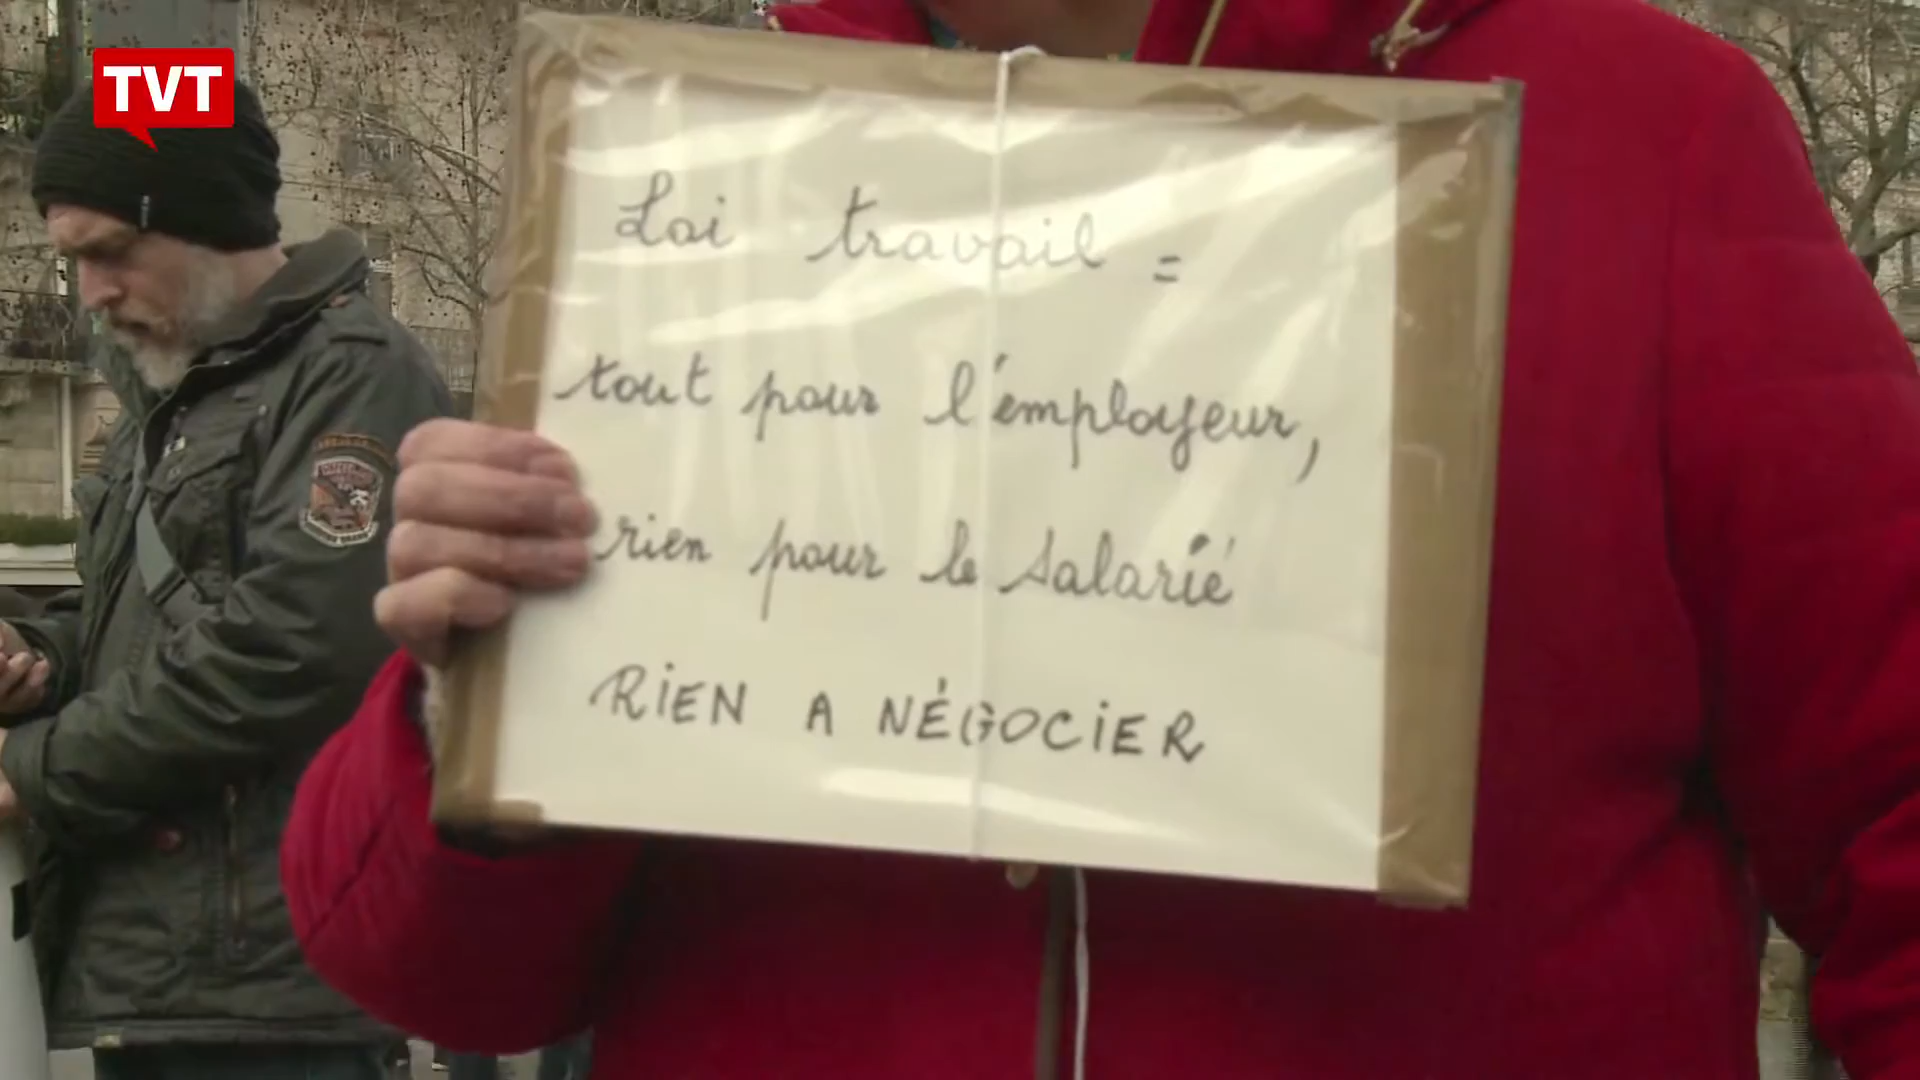 TVT
Loi travail =
tout pour l'employeur,
rien pour le salarié
RIEN A NÉGOCIER